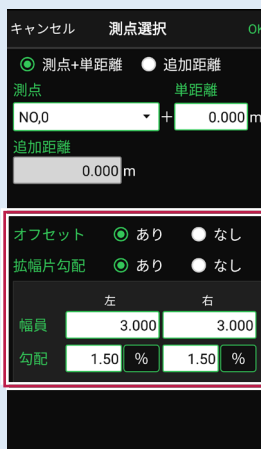 キャンセル 測点選択 OK
測点+単距離 追加距離
測点 単距離
NO,0 + 0.000 m
追加距離
0.000 m
オフセット あり なし
拡幅片勾配 あり なし
左 右
幅員 3.000 3.000
勾配 1.50 % 1.50 %